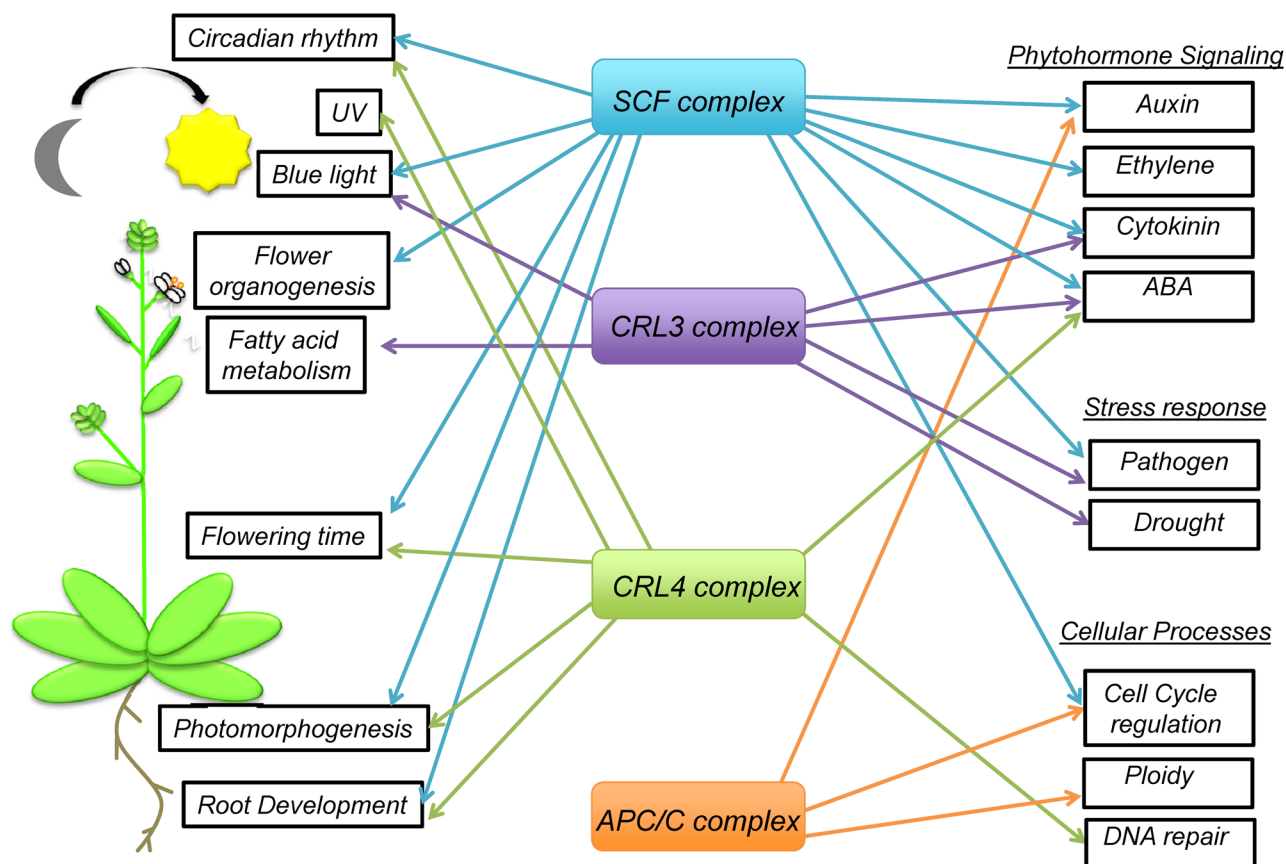 Circadian rhythm
UV
Blue light
Flower
organogenesis
Fatty acid
metabolism
Flowering time
Photomorphogenesis
Root Development
SCF complex
CRL3 complex
CRL4 complex
APC/C complex
Phytohormone Signaling
Auxin
Ethylene
Cytokinin
ABA
Stress response
Pathogen
Drought
Cellular Processes
Cell Cycle
regulation
Ploidy
DNA repair